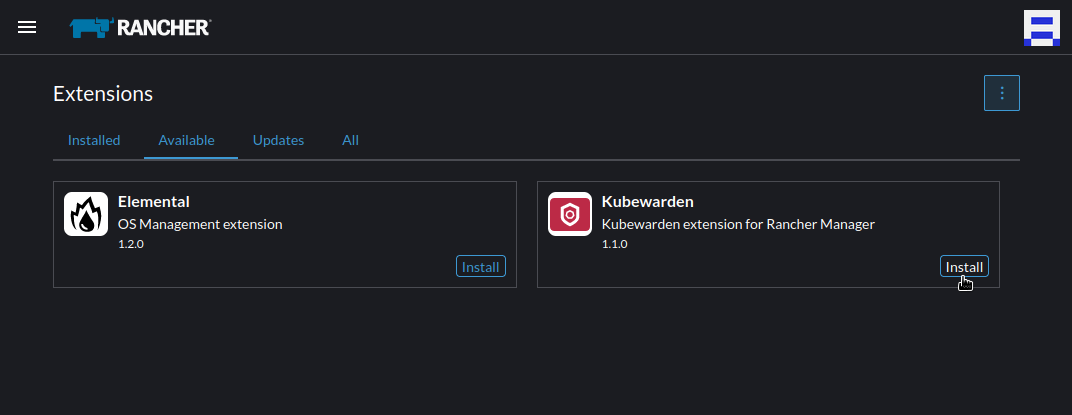 RANCHER
Extensions
Installed Available Updates All
Elemental
OS Management extension
1.2.0
Install
Kubewarden
Kubewarden extension for Rancher Manager
1.1.0
Install